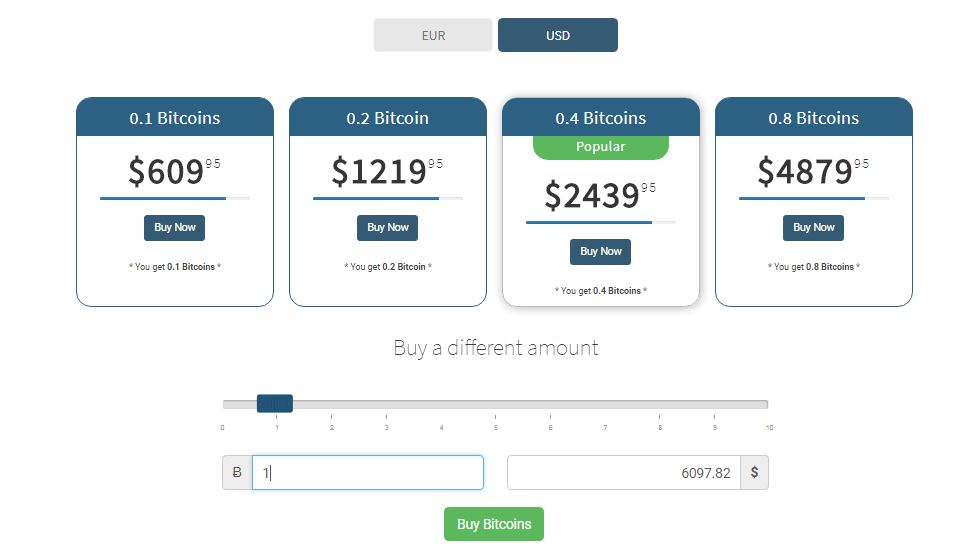 EUR USD
0.1 Bitcoins 0.2 Bitcoin 0.4 Bitcoins 0.8 Bitcoins
Popular
$609 95 $1219 95 $2439 95 $4879 95
Buy Now Buy Now Buy Now Buy Now
* You get 0.1 Bitcoins * * You get 0.2 Bitcoin * * You get 0.4 Bitcoins * * You get 0.8 Bitcoins *
Buy a different amount
0 1 2 3 4 5 6 7 8 9 10
Ƀ 1 6097.82 $
Buy Bitcoins